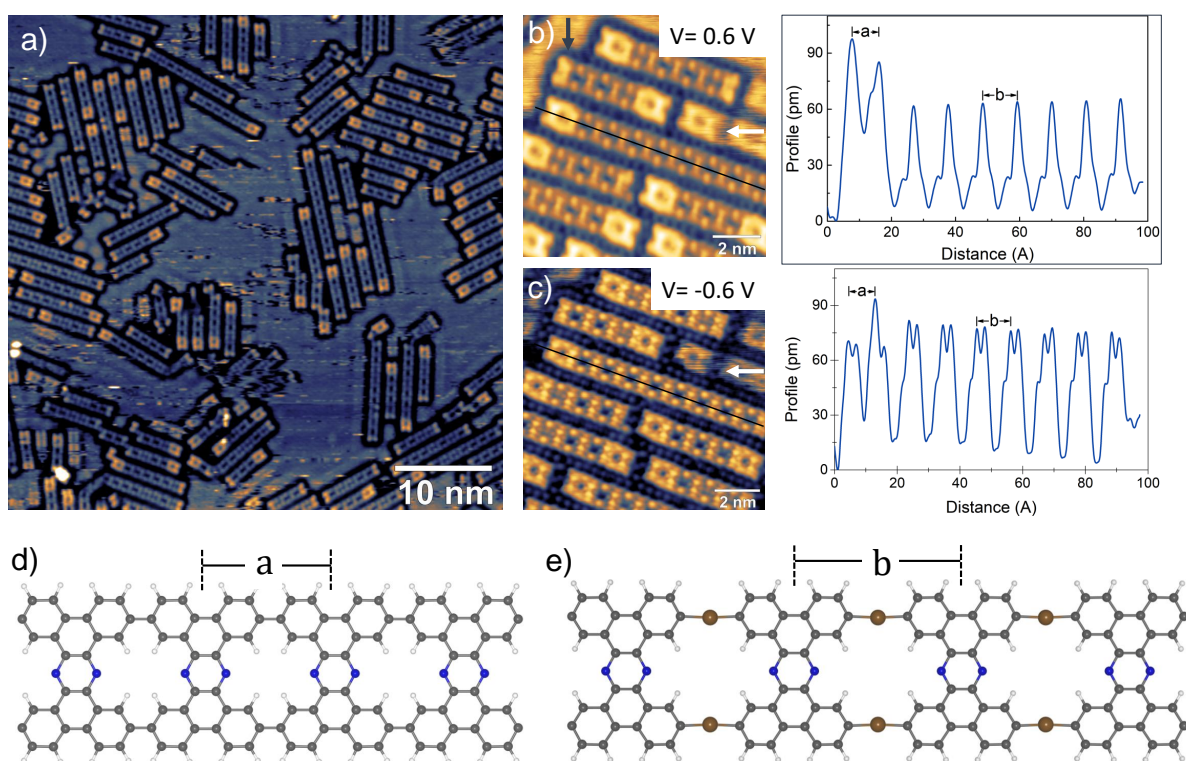 a)
10 nm
b)
V= 0.6 V
2 nm
c)
V= -0.6 V
2 nm
a
b
Profile (pm)
90
60
30
0
0 20 40 60 80 100
Distance (A)
a
b
Profile (pm)
90
60
30
0
0 20 40 60 80 100
Distance (A)
d)
a
e)
b